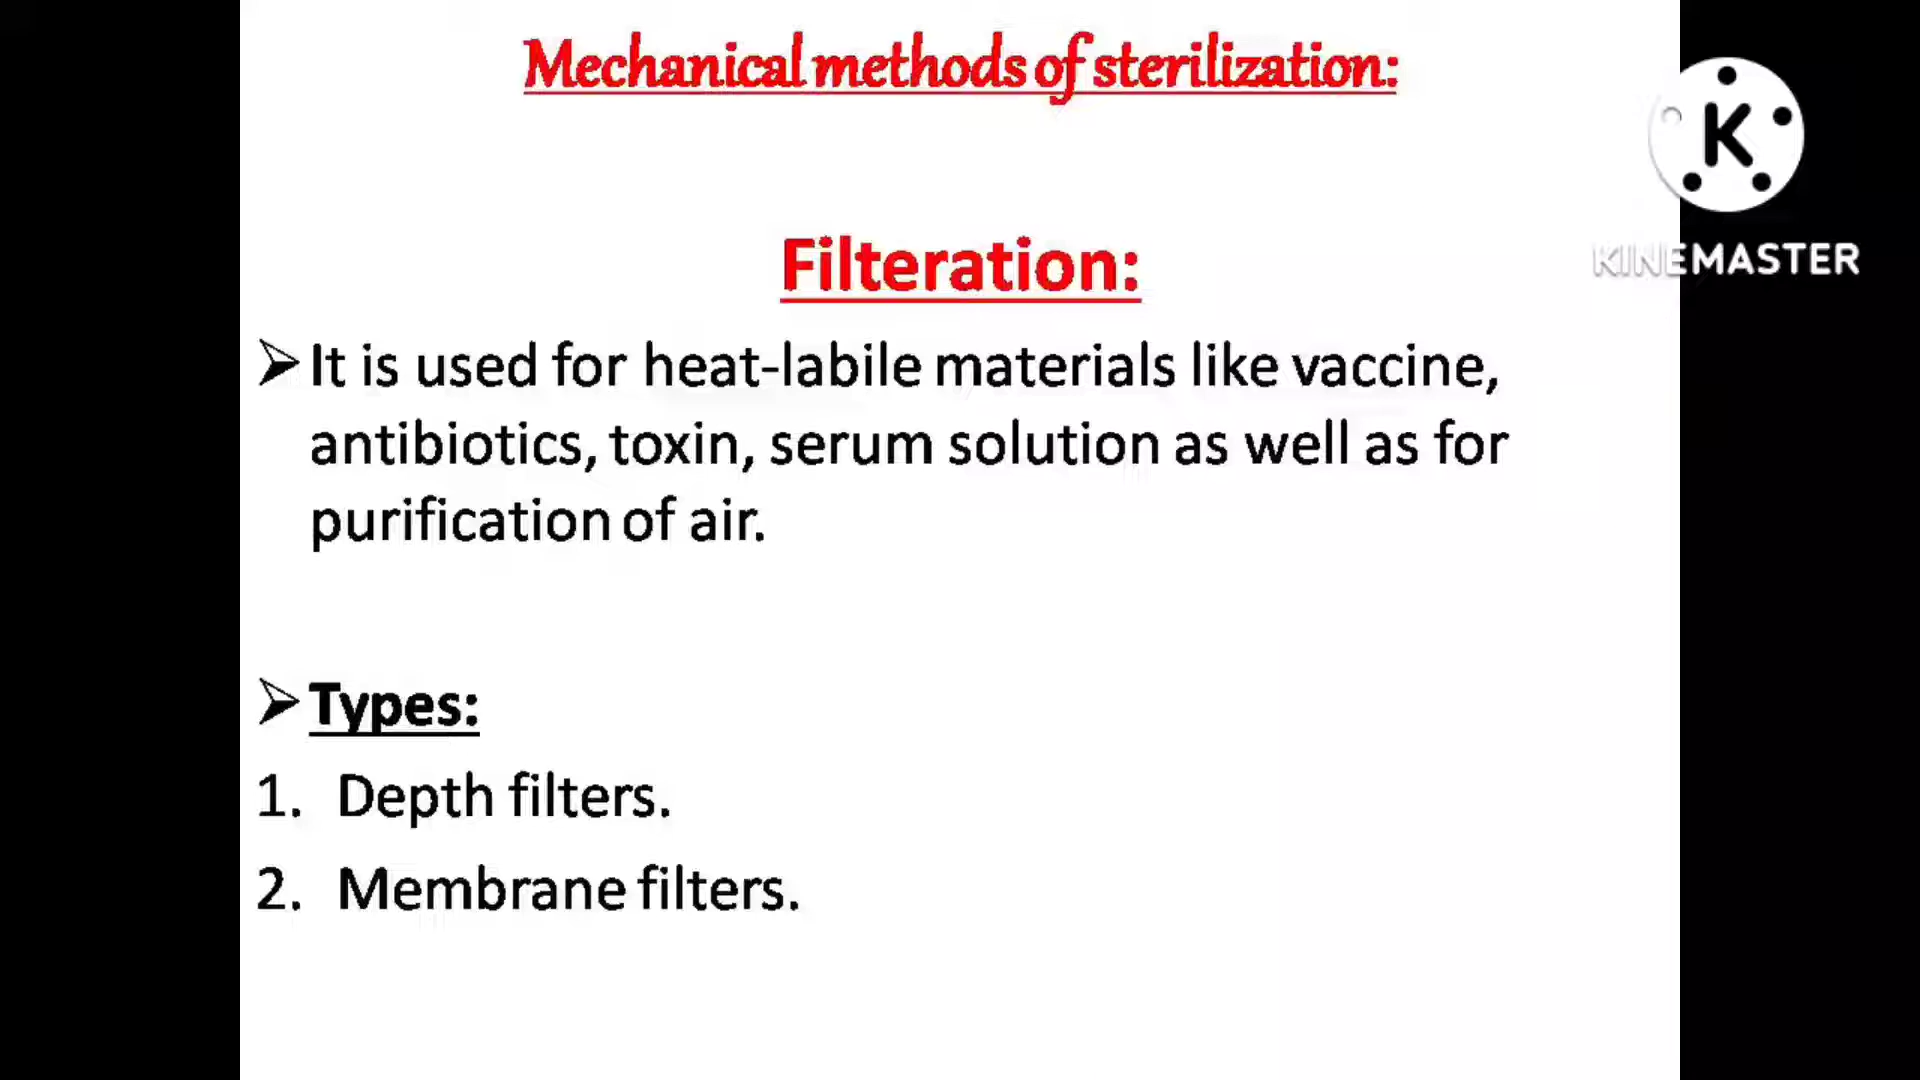 Mechanical methods of sterilization:
K
KINEMASTER
Filteration:
➢It is used for heat-labile materials like vaccine,
antibiotics, toxin, serum solution as well as for
purification of air.
➢Types:
1. Depth filters.
2. Membrane filters.